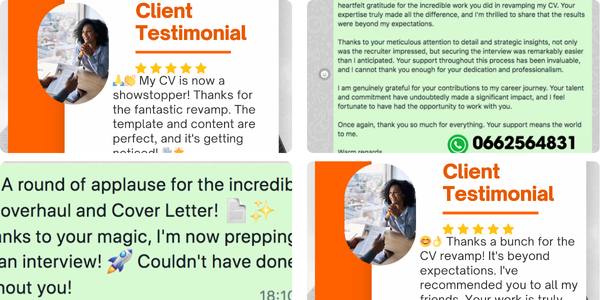 Client
Testimonial
🙏👏 My CV is now a
showstopper! Thanks for
the fantastic revamp. The
template and content are
perfect, and it's getting
noticed!
heartfelt gratitude for the incredible work you did in revamping my CV. Your
expertise truly made all the difference, and I'm thrilled to share that the results
were beyond my expectations.
Thanks to your meticulous attention to detail and strategic insights, not only
was the recruiter impressed, but securing the interview was remarkably easier
than I anticipated. Your support throughout this process has been invaluable,
and I cannot thank you enough for your dedication and professionalism.
I am genuinely grateful for your contributions to my career journey. Your talent
and commitment have undoubtedly made a significant impact, and I feel
fortunate to have had the opportunity to work with you.
Once again, thank you so much for everything. Your support means the world
to me.
Warm regards
0662564831
A round of applause for the incredib
overhaul and Cover Letter! 📄✨
nks to your magic, I'm now prepping
an interview! 🚀 Couldn't have done
hout you!
18:10
Client
Testimonial
😊👌 Thanks a bunch for the
CV revamp! It's beyond
expectations. I've
recommended you to all my
friends. Your work is truly